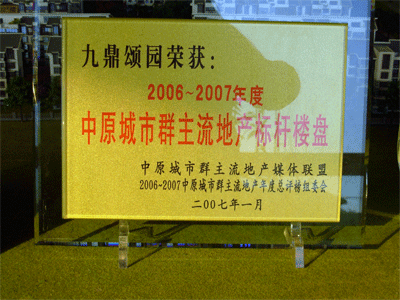 九鼎颂园荣获：
2006~2007年度
中原城市群主流地产标杆楼盘
中原城市群主流地产媒体联盟
2006~2007中原城市群主流地产年度总评榜组委会
二00七年一月